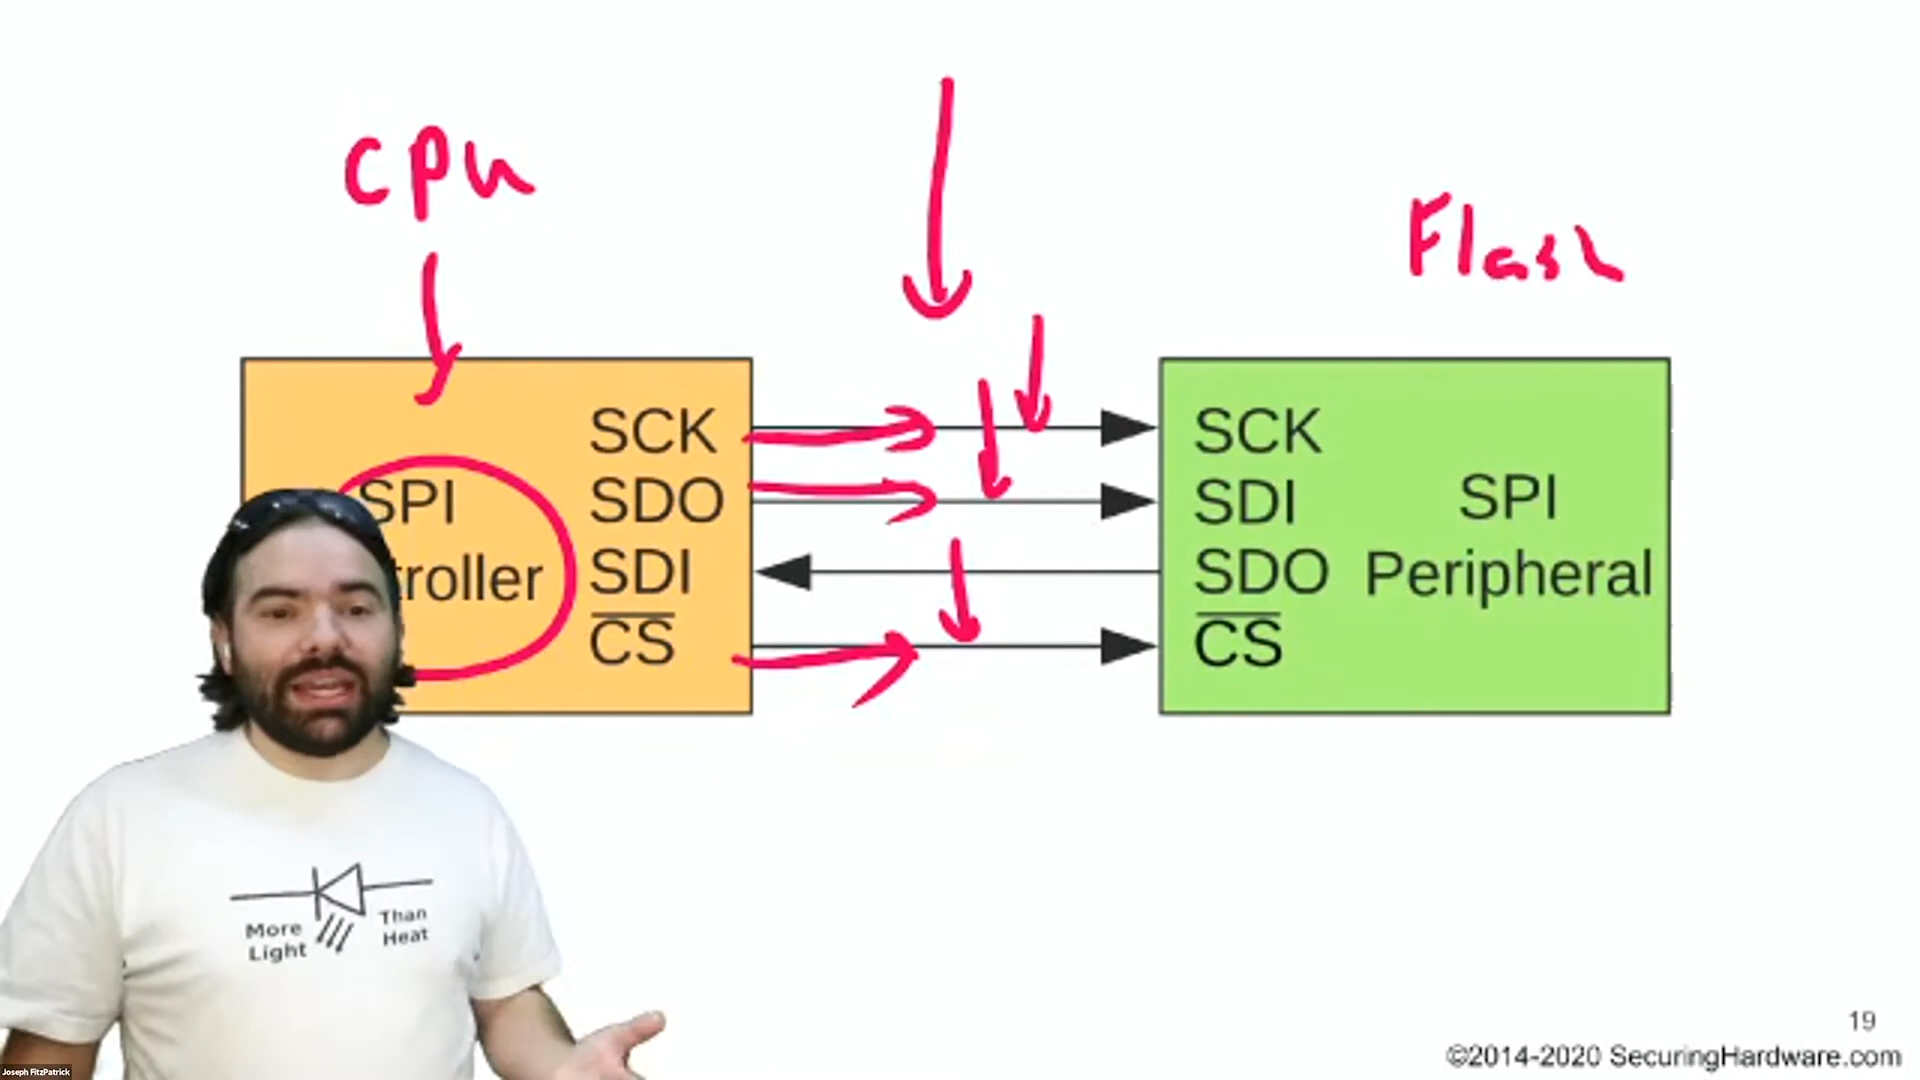 cpu
Flash
SCK
SDO
SDI
CS
SPI
troller
SCK
SDI
SDO
CS
SPI
Peripheral
More
Light
Than
Heat
19
©2014-2020 SecuringHardware.com
Joseph FitzPatrick